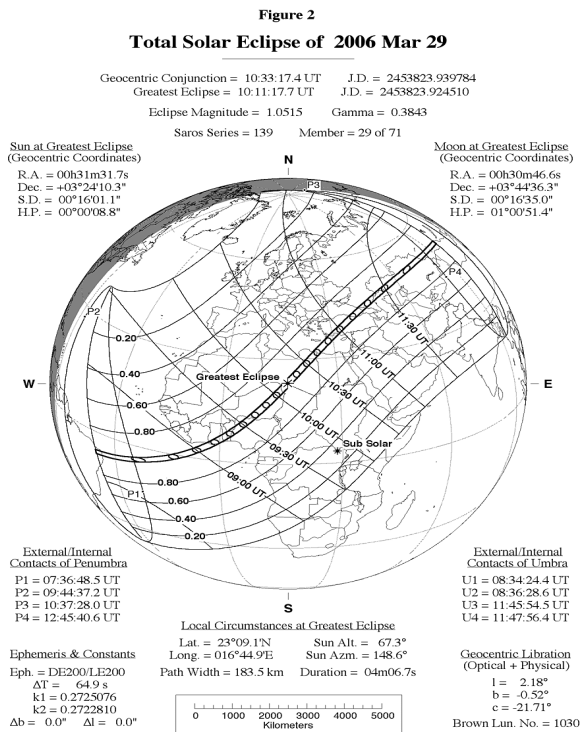 Figure 2
Total Solar Eclipse of 2006 Mar 29
Geocentric Conjunction = 10:33:17.4 UT J.D. = 2453823.939784
Greatest Eclipse = 10:11:17.7 UT J.D. = 2453823.924510
Eclipse Magnitude = 1.0515 Gamma = 0.3843
Saros Series = 139 Member = 29 of 71
Sun at Greatest Eclipse
(Geocentric Coordinates)
R.A. = 00h31m31.7s
Dec. = +03°24'10.3"
S.D. = 00°16'01.1"
H.P. = 00°00'08.8"
Moon at Greatest Eclipse
(Geocentric Coordinates)
R.A. = 00h30m46.6s
Dec. = +03°44'36.3"
S.D. = 00°16'35.0"
H.P. = 01°00'51.4"
N
P3
P4
P2
0.20
0.40
0.60
0.80
Greatest Eclipse
W
E
11:30 UT
11:00 UT
10:30 UT
10:00 UT
09:30 UT
09:00 UT
Sub Solar
P1
0.80
0.60
0.40
0.20
S
External/Internal
Contacts of Penumbra
P1 = 07:36:48.5 UT
P2 = 09:44:37.2 UT
P3 = 10:37:28.0 UT
P4 = 12:45:40.6 UT
External/Internal
Contacts of Umbra
U1 = 08:34:24.4 UT
U2 = 08:36:28.6 UT
U3 = 11:45:54.5 UT
U4 = 11:47:56.4 UT
Local Circumstances at Greatest Eclipse
Lat. = 23°09.1'N Sun Alt. = 67.3°
Long. = 016°44.9'E Sun Azm. = 148.6°
Path Width = 183.5 km Duration = 04m06.7s
Ephemeris & Constants
Eph. = DE200/LE200
ΔT = 64.9 s
k1 = 0.2725076
k2 = 0.2722810
Δb = 0.0" Δl = 0.0"
Geocentric Libration
(Optical + Physical)
l = 2.18°
b = -0.52°
c = -21.71°
Brown Lun. No. = 1030
0 1000 2000 3000 4000 5000
Kilometers